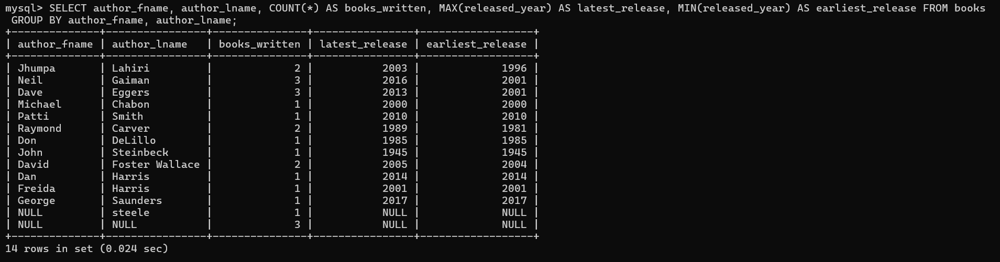 mysql> SELECT author_fname, author_lname, COUNT(*) AS books_written, MAX(released_year) AS latest_release, MIN(released_year) AS earliest_release FROM books
 GROUP BY author_fname, author_lname;
+--------------+----------------+---------------+----------------+------------------+
| author_fname | author_lname   | books_written | latest_release | earliest_release |
+--------------+----------------+---------------+----------------+------------------+
| Jhumpa       | Lahiri         |             2 |           2003 |             1996 |
| Neil         | Gaiman         |             3 |           2016 |             2001 |
| Dave         | Eggers         |             3 |           2013 |             2001 |
| Michael      | Chabon         |             1 |           2000 |             2000 |
| Patti        | Smith          |             1 |           2010 |             2010 |
| Raymond      | Carver         |             2 |           1989 |             1981 |
| Don          | DeLillo        |             1 |           1985 |             1985 |
| John         | Steinbeck      |             1 |           1945 |             1945 |
| David        | Foster Wallace |             2 |           2005 |             2004 |
| Dan          | Harris         |             1 |           2014 |             2014 |
| Freida       | Harris         |             1 |           2001 |             2001 |
| George       | Saunders       |             1 |           2017 |             2017 |
| NULL         | steele         |             1 |           NULL |             NULL |
| NULL         | NULL           |             3 |           NULL |             NULL |
+--------------+----------------+---------------+----------------+------------------+
14 rows in set (0.024 sec)